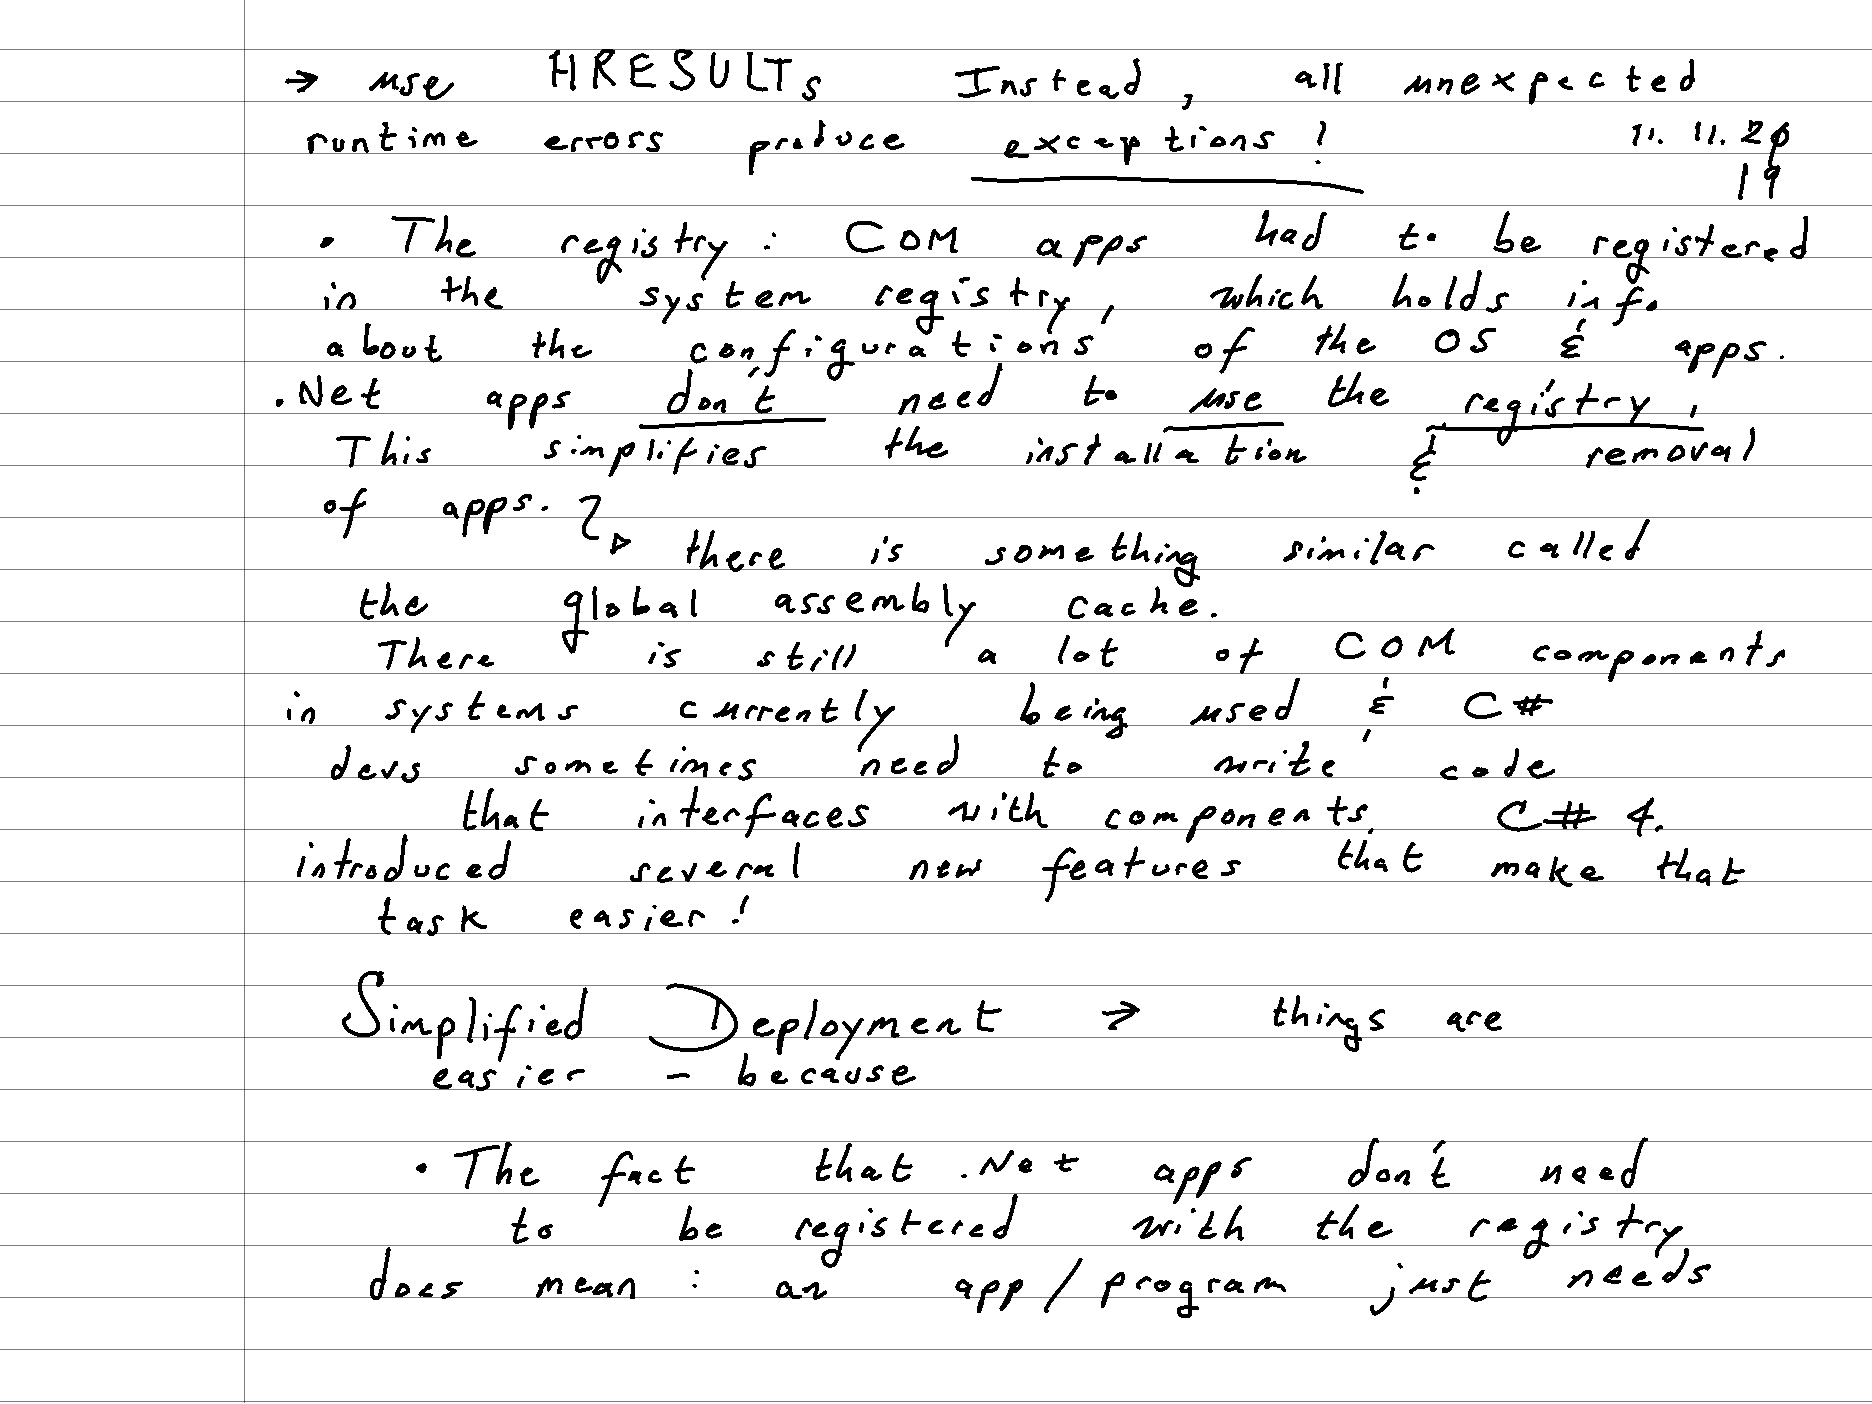 → use HRESULTs Instead, all unexpected
runtime errors produce exceptions! 11. 11. 20
19
• The registry: COM apps had to be registered
in the system registry, which holds info
about the configurations of the OS & apps.
.Net apps don't need to use the registry,
This simplifies the installation & removal
of apps.
there is something similar called
the global assembly cache.
There is still a lot of COM components
in systems currently being used & C#
devs sometimes need to write code
that interfaces with components. C# 4.
introduced several new features that make that
task easier!
Simplified Deployment → things are
easier - because
• The fact that .Net apps don't need
to be registered with the registry
does mean: an app/program just needs